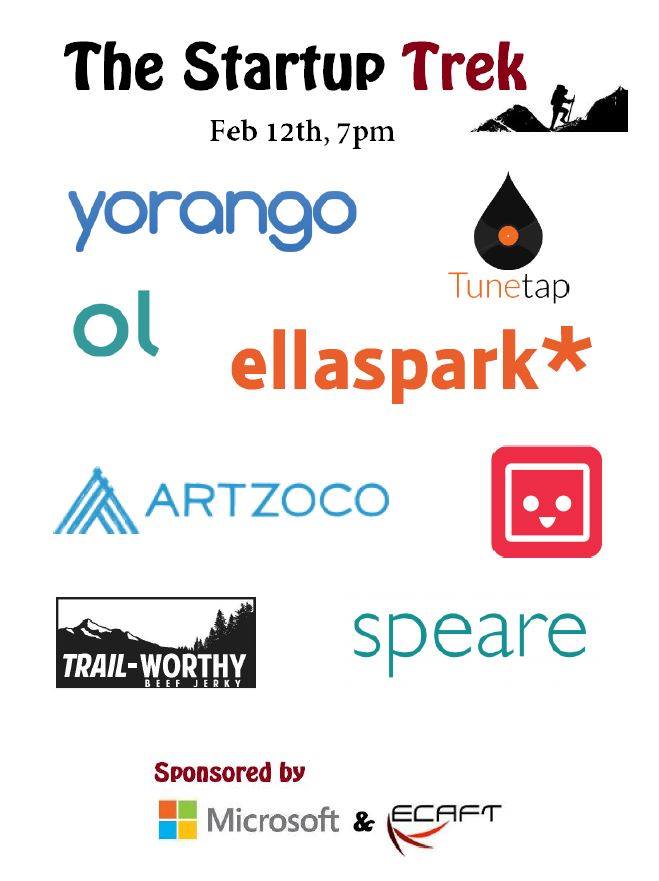 The Startup Trek
Feb 12th, 7pm
yorango
Tunetap
ol
ellaspark*
ARTZOCO
TRAIL-WORTHY
BEEF JERKY
speare
Sponsored by
Microsoft & ECAFT